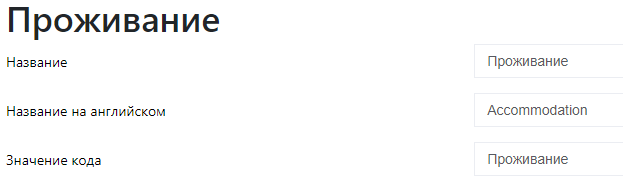 Проживание
Название Проживание
Название на английском Accommodation
Значение кода Проживание